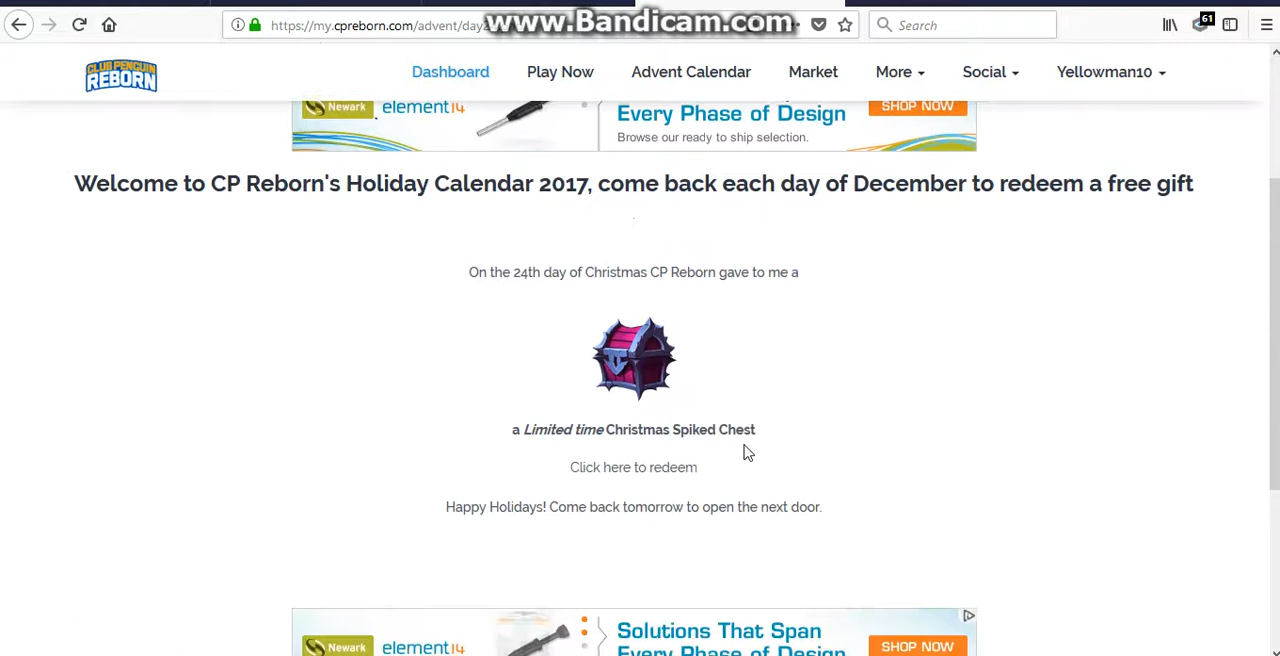 www.Bandicam.com
https://my.cpreborn.com/advent/day
Search
61
CLUB PENGUIN REBORN
Dashboard
Play Now
Advent Calendar
Market
More
Social
Yellowman10
Newark element14
Every Phase of Design
Browse our ready to ship selection.
SHOP NOW
Welcome to CP Reborn's Holiday Calendar 2017, come back each day of December to redeem a free gift
On the 24th day of Christmas CP Reborn gave to me a
a Limited time Christmas Spiked Chest
Click here to redeem
Happy Holidays! Come back tomorrow to open the next door.
Newark element14
Solutions That Span
Every Phase of Design
SHOP NOW